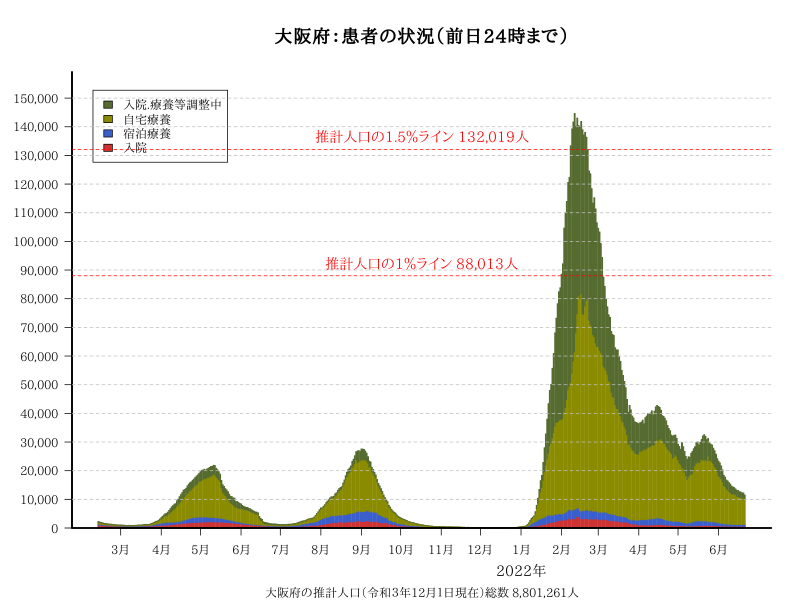 大阪府：患者の状況（前日24時まで）
150,000
140,000
130,000
120,000
110,000
100,000
90,000
80,000
70,000
60,000
50,000
40,000
30,000
20,000
10,000
0
入院.療養等調整中
自宅療養
宿泊療養
入院
推計人口の1.5%ライン 132,019人
推計人口の1%ライン 88,013人
3月 4月 5月 6月 7月 8月 9月 10月 11月 12月 1月 2月 3月 4月 5月 6月
2022年
大阪府の推計人口（令和3年12月1日現在）総数 8,801,261人